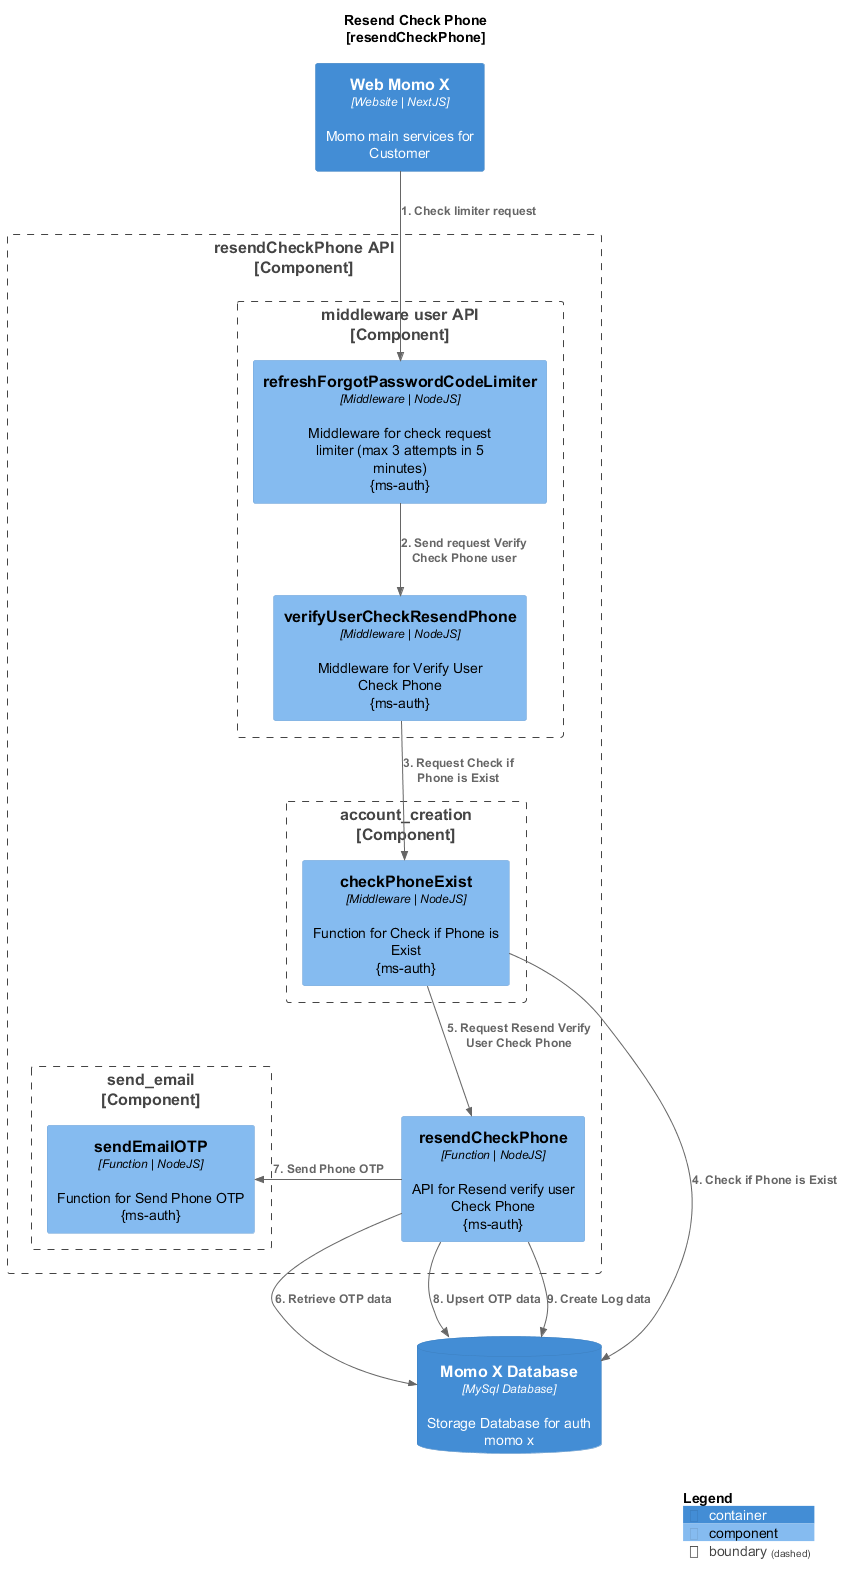 Resend Check Phone
[resendCheckPhone]
Web Momo X
[Website | NextJS]
Momo main services for
Customer
1. Check limiter request
resendCheckPhone API
[Component]
middleware user API
[Component]
refreshForgotPasswordCodeLimiter
[Middleware | NodeJS]
Middleware for check request
limiter (max 3 attempts in 5
minutes)
{ms-auth}
2. Send request Verify
Check Phone user
verifyUserCheckResendPhone
[Middleware | NodeJS]
Middleware for Verify User
Check Phone
{ms-auth}
3. Request Check if
Phone is Exist
account_creation
[Component]
checkPhoneExist
[Middleware | NodeJS]
Function for Check if Phone is
Exist
{ms-auth}
5. Request Resend Verify
User Check Phone
send_email
[Component]
sendEmailOTP
[Function | NodeJS]
Function for Send Phone OTP
{ms-auth}
7. Send Phone OTP
resendCheckPhone
[Function | NodeJS]
API for Resend verify user
Check Phone
{ms-auth}
4. Check if Phone is Exist
6. Retrieve OTP data
8. Upsert OTP data
9. Create Log data
Momo X Database
[MySql Database]
Storage Database for auth
momo x
Legend
container
component
boundary (dashed)